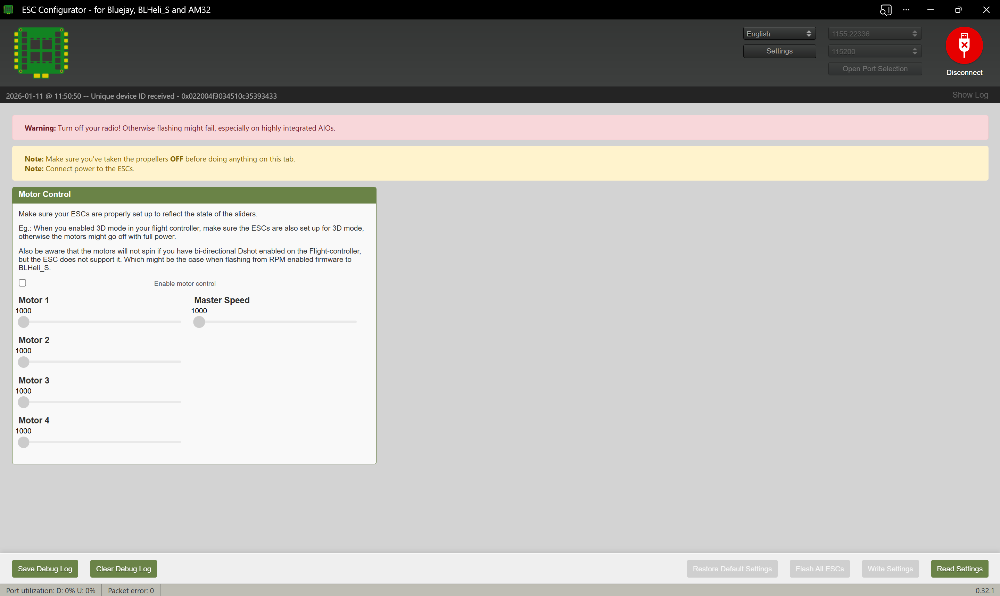 ESC Configurator - for Bluejay, BLHeli_S and AM32
English
1155:22336
Settings
115200
Open Port Selection
Disconnect
2026-01-11 @ 11:50:50 -- Unique device ID received - 0x022004f3034510c35393433
Show Log
Warning: Turn off your radio! Otherwise flashing might fail, especially on highly integrated AIOs.
Note: Make sure you've taken the propellers OFF before doing anything on this tab.
Note: Connect power to the ESCs.
Motor Control
Make sure your ESCs are properly set up to reflect the state of the sliders.
Eg.: When you enabled 3D mode in your flight controller, make sure the ESCs are also set up for 3D mode,
otherwise the motors might go off with full power.
Also be aware that the motors will not spin if you have bi-directional Dshot enabled on the Flight-controller,
but the ESC does not support it. Which might be the case when flashing from RPM enabled firmware to
BLHeli_S.
Enable motor control
Motor 1
1000
Master Speed
1000
Motor 2
1000
Motor 3
1000
Motor 4
1000
Save Debug Log
Clear Debug Log
Restore Default Settings
Flash All ESCs
Write Settings
Read Settings
Port utilization: D: 0% U: 0%
Packet error: 0
0.32.1